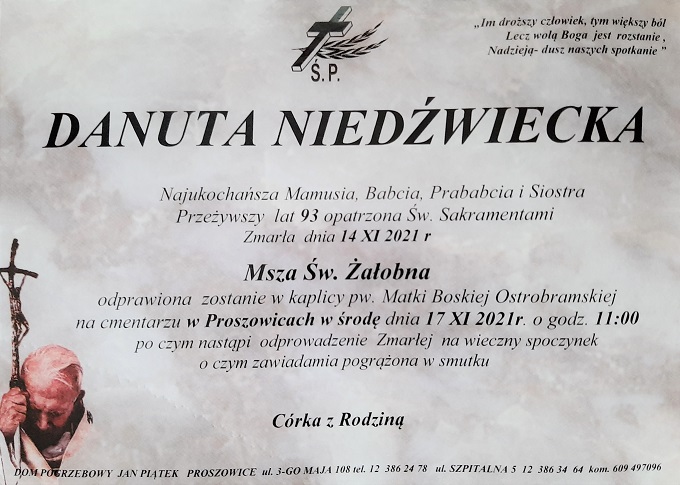 „Im droższy człowiek, tym większy ból
Lecz wolą Boga jest rozstanie,
Nadzieją- dusz naszych spotkanie”
Ś.P.
DANUTA NIEDŹWIECKA
Najukochańsza Mamusia, Babcia, Prababcia i Siostra
Przeżywszy lat 93 opatrzona Św. Sakramentami
Zmarła dnia 14 XI 2021 r
Msza Św. Żałobna
odprawiona zostanie w kaplicy pw. Matki Boskiej Ostrobramskiej
na cmentarzu w Proszowicach w środę dnia 17 XI 2021r. o godz. 11:00
po czym nastąpi odprowadzenie Zmarłej na wieczny spoczynek
o czym zawiadamia pogrążona w smutku
Córka z Rodziną
DOM POGRZEBOWY JAN PIĄTEK PROSZOWICE ul. 3-GO MAJA 108 tel. 12 386 24 78 ul. SZPITALNA 5 12 386 34 64 kom. 609 497096